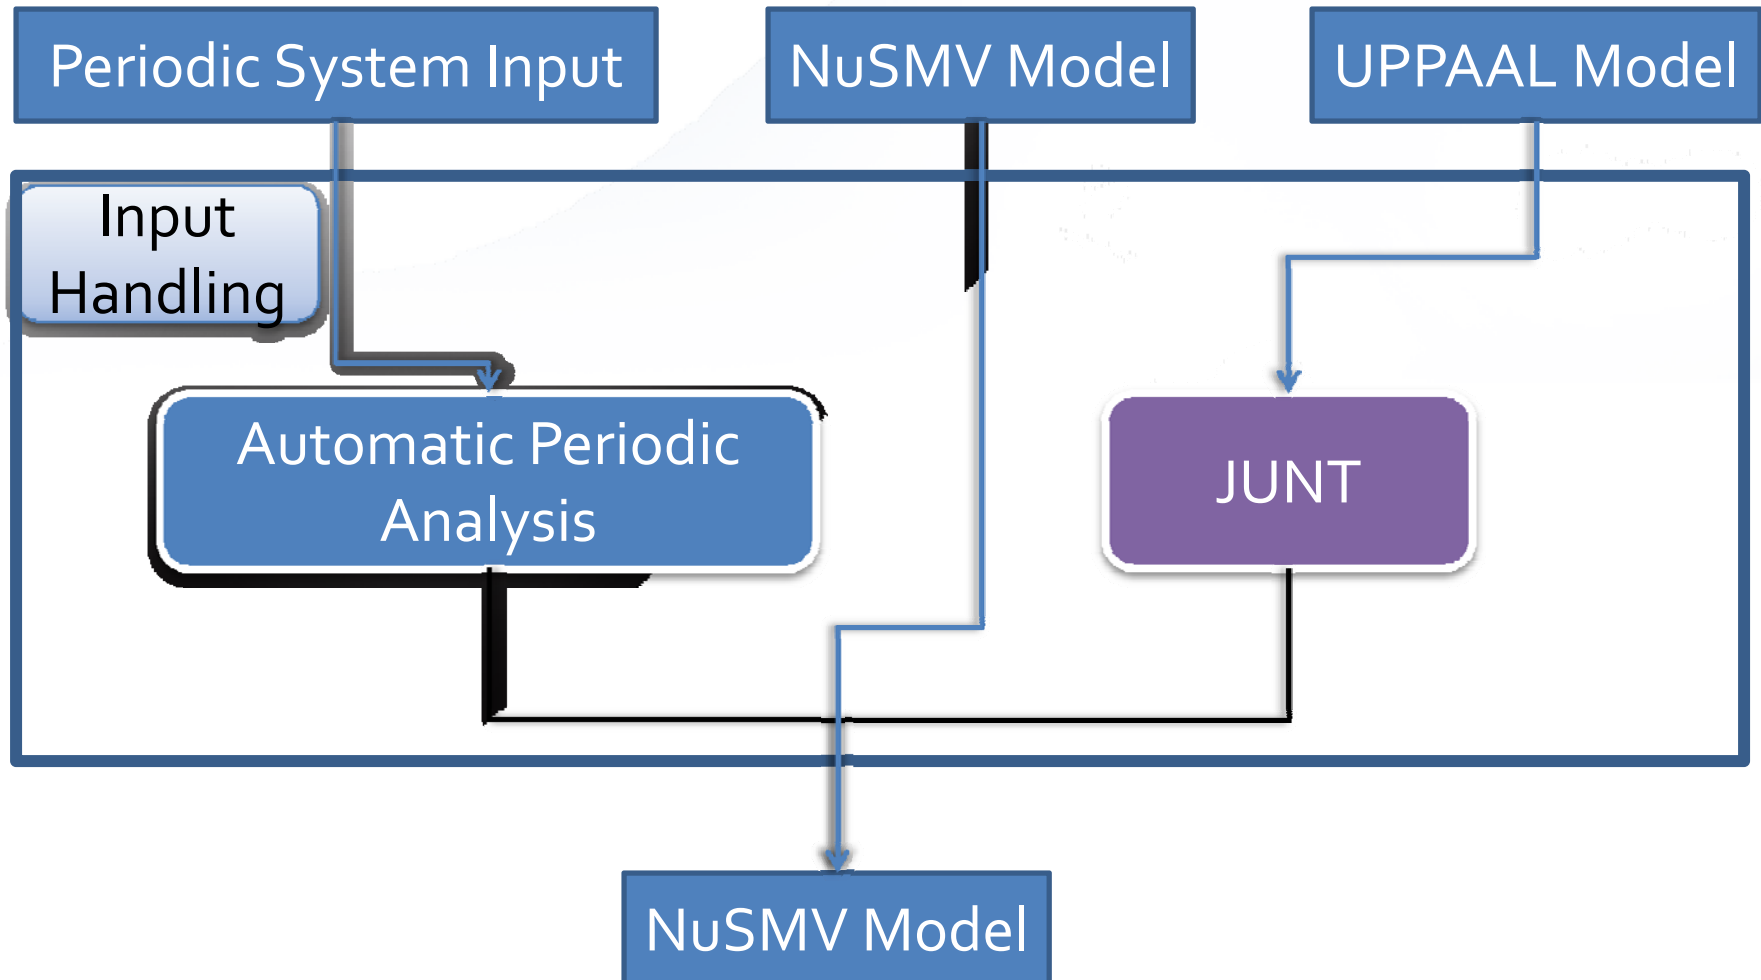 Periodic System Input
NuSMV Model
UPPAAL Model
Input
Handling
Automatic Periodic
Analysis
JUNT
NuSMV Model